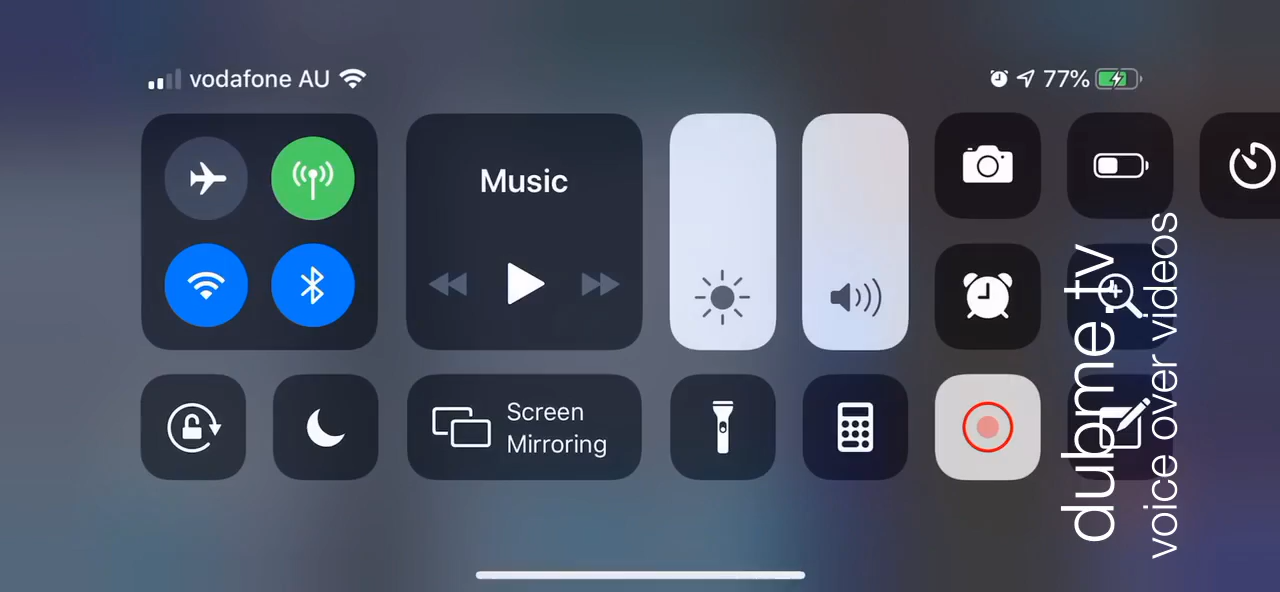 vodafone AU
77%
Music
Screen
Mirroring
dubme.tv
voice over videos